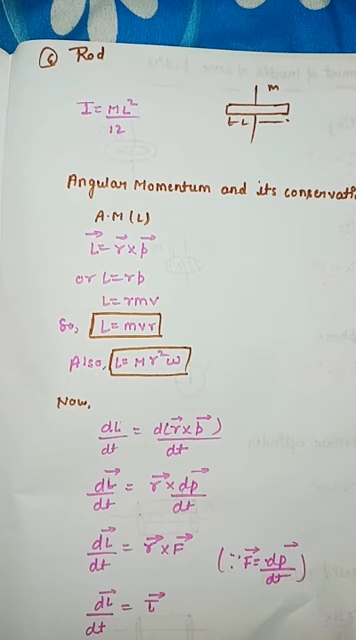 ⑥ Rod
I = ML²/12
M
L
Angular Momentum and its conservati
A.M (L)
L⃗ = r⃗ × p⃗
or L = rp
L = rmv
So, L = mvr
Also, L = Mr²ω
Now,
dL/dt = d(r⃗ × p⃗)/dt
dL⃗/dt = r⃗ × dp⃗/dt
dL⃗/dt = r⃗ × F⃗ (∵ F⃗ = dp⃗/dt)
dL⃗/dt = τ⃗